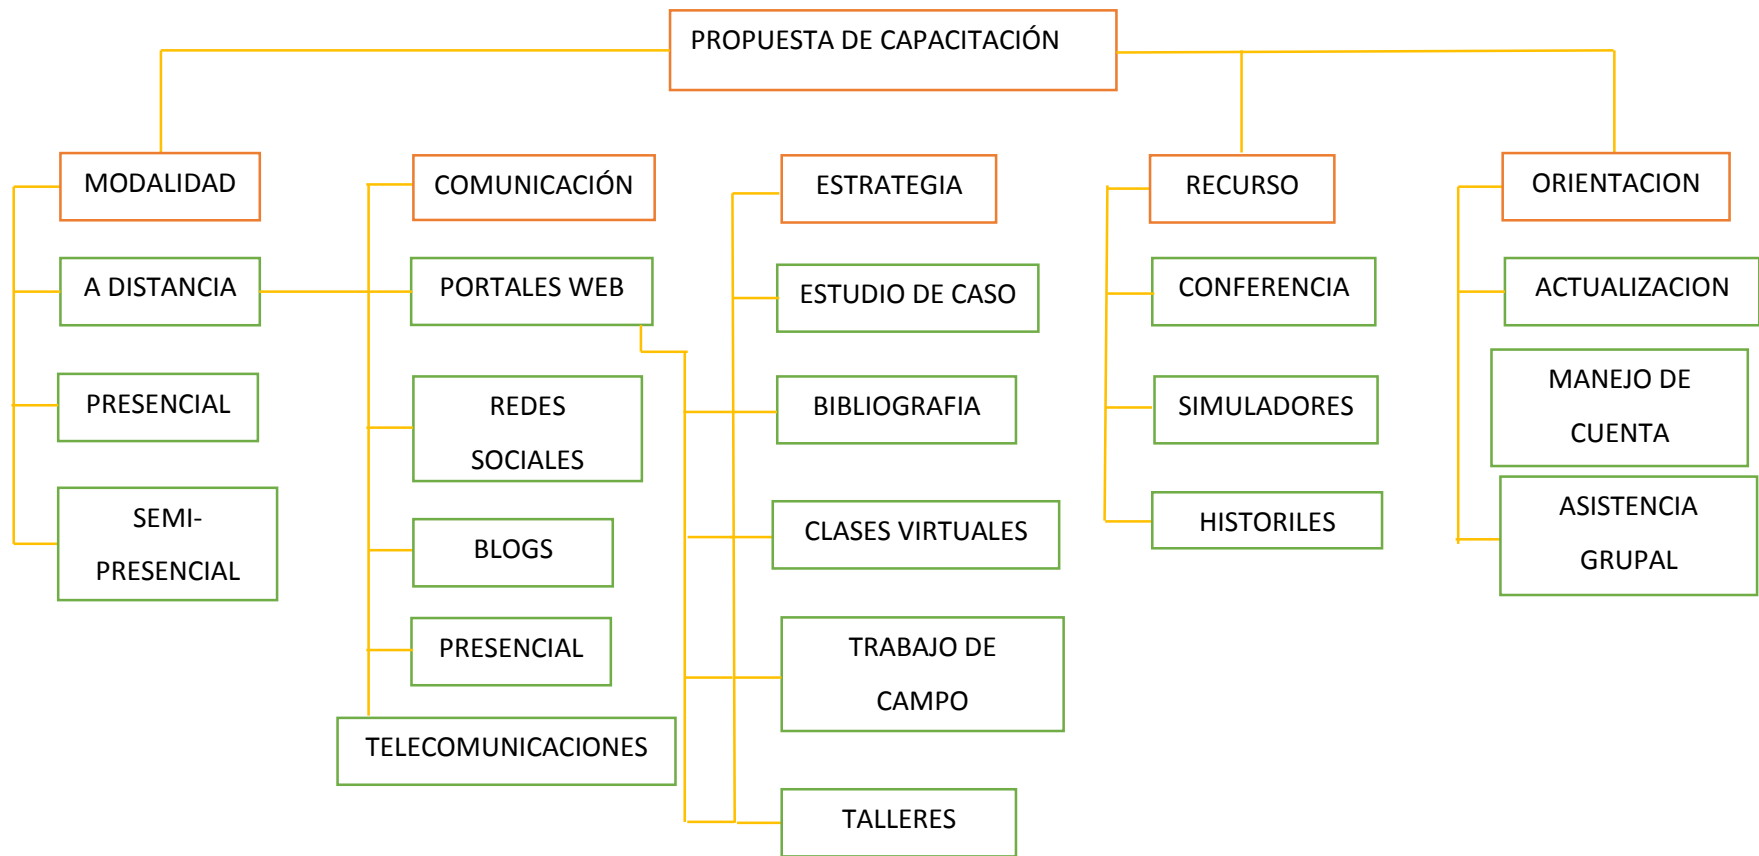 PROPUESTA DE CAPACITACIÓN
MODALIDAD
A DISTANCIA
PRESENCIAL
SEMI-
PRESENCIAL
COMUNICACIÓN
PORTALES WEB
REDES
SOCIALES
BLOGS
PRESENCIAL
TELECOMUNICACIONES
ESTRATEGIA
ESTUDIO DE CASO
BIBLIOGRAFIA
CLASES VIRTUALES
TRABAJO DE
CAMPO
TALLERES
RECURSO
CONFERENCIA
SIMULADORES
HISTORILES
ORIENTACION
ACTUALIZACION
MANEJO DE
CUENTA
ASISTENCIA
GRUPAL